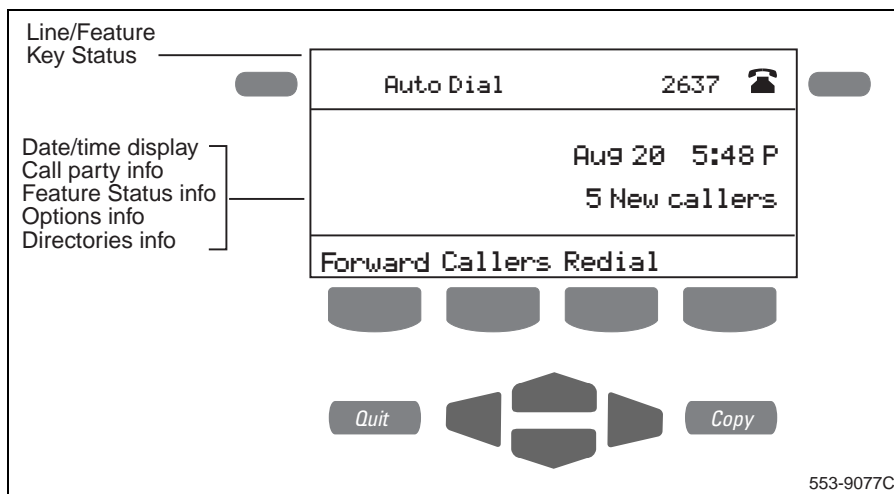 Line/Feature
Key Status
Auto Dial 2637
Date/time display
Call party info
Feature Status info
Options info
Directories info
Aug 20 5:48 P
5 New callers
Forward Callers Redial
Quit
Copy
553-9077C